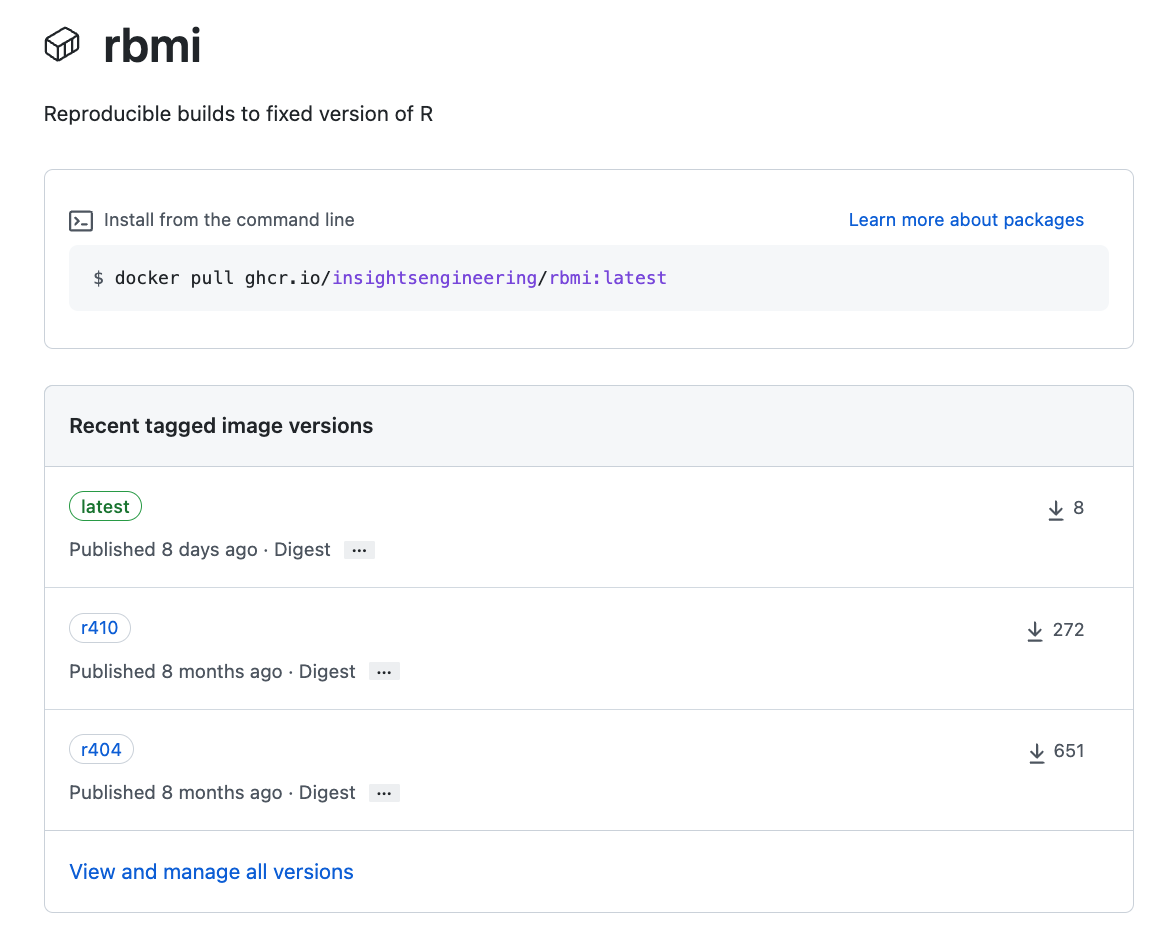 rbmi
Reproducible builds to fixed version of R
Install from the command line
Learn more about packages
$ docker pull ghcr.io/insightsengineering/rbmi:latest
Recent tagged image versions
latest
8
Published 8 days ago · Digest ...
r410
272
Published 8 months ago · Digest ...
r404
651
Published 8 months ago · Digest ...
View and manage all versions